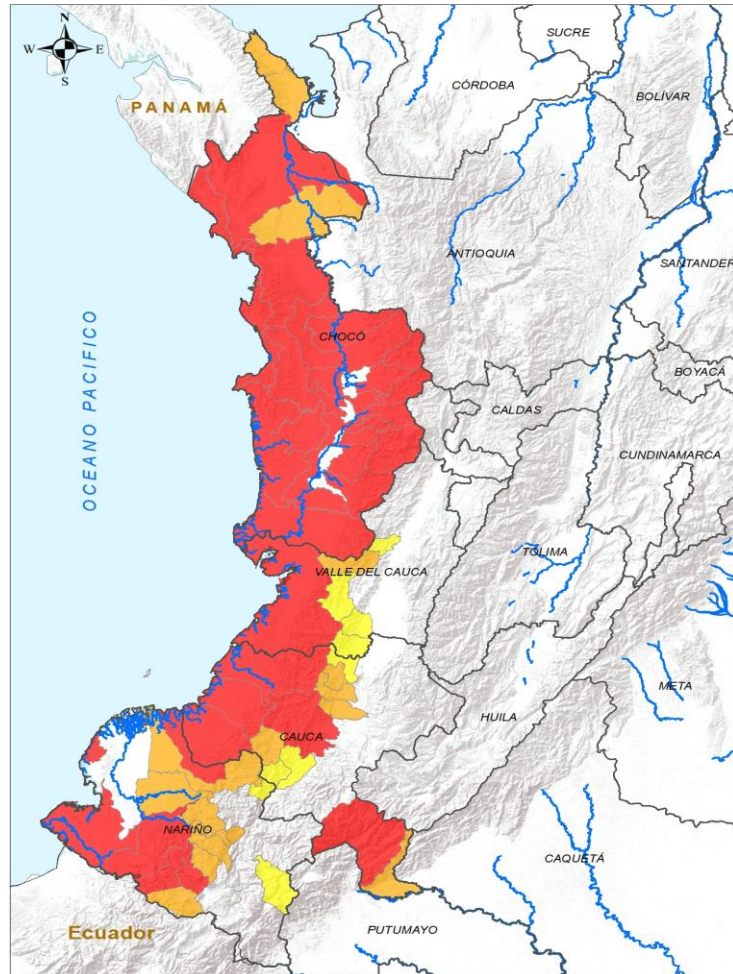 N
W E
S
SUCRE
CÓRDOBA
BOLÍVAR
PANAMÁ
ANTIOQUIA
SANTANDER
OCEANO PACIFICO
CHOCÓ
BOYACÁ
CALDAS
CUNDINAMARCA
TOLIMA
VALLE DEL CAUCA
META
HUILA
CAUCA
NARIÑO
CAQUETÁ
Ecuador
PUTUMAYO